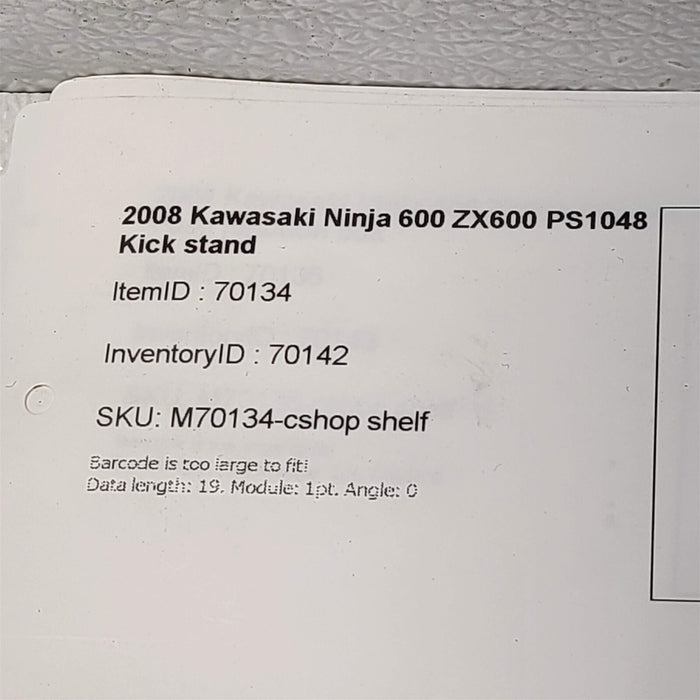 2008 Kawasaki Ninja 600 ZX600 PS1048
Kick stand
ItemID : 70134
InventoryID : 70142
SKU: M70134-cshop shelf
Barcode is too large to fit!
Data length: 19. Module: 1pt. Angle: 0